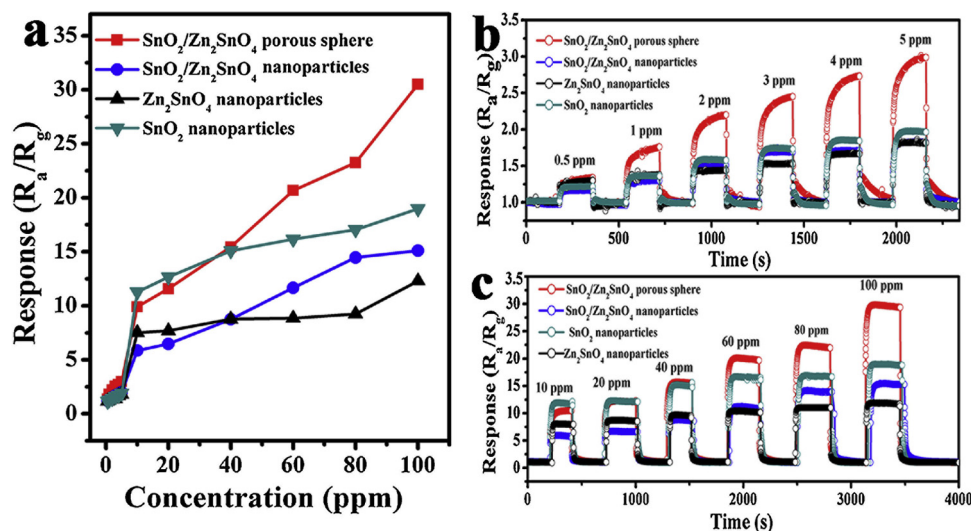 a
35
30
25
20
15
10
5
0
Response (Ra/Rg)
SnO2/Zn2SnO4 porous sphere
SnO2/Zn2SnO4 nanoparticles
Zn2SnO4 nanoparticles
SnO2 nanoparticles
0 20 40 60 80 100
Concentration (ppm)
b
3.5
3.0
2.5
2.0
1.5
1.0
Response (Ra/Rg)
SnO2/Zn2SnO4 porous sphere
SnO2/Zn2SnO4 nanoparticles
Zn2SnO4 nanoparticles
SnO2 nanoparticles
0.5 ppm
1 ppm
2 ppm
3 ppm
4 ppm
5 ppm
0 500 1000 1500 2000
Time (s)
c
35
30
25
20
15
10
5
0
Response (Ra/Rg)
SnO2/Zn2SnO4 porous sphere
SnO2/Zn2SnO4 nanoparticles
SnO2 nanoparticles
Zn2SnO4 nanoparticles
10 ppm
20 ppm
40 ppm
60 ppm
80 ppm
100 ppm
0 1000 2000 3000 4000
Time (s)